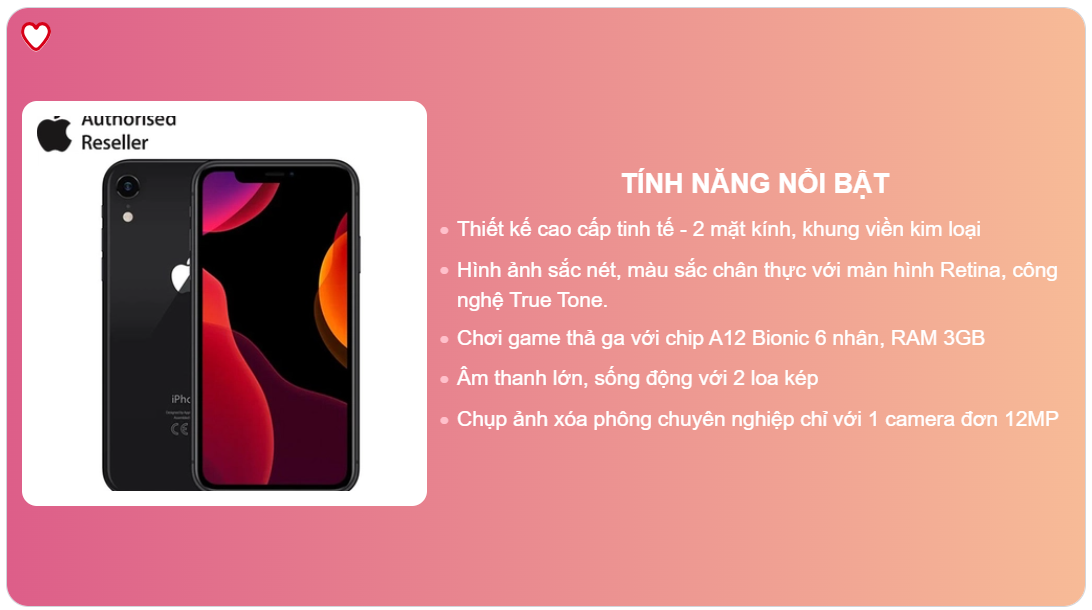 Authorised
Reseller
TÍNH NĂNG NỔI BẬT
Thiết kế cao cấp tinh tế - 2 mặt kính, khung viền kim loại
Hình ảnh sắc nét, màu sắc chân thực với màn hình Retina, công
nghệ True Tone.
Chơi game thả ga với chip A12 Bionic 6 nhân, RAM 3GB
Âm thanh lớn, sống động với 2 loa kép
Chụp ảnh xóa phông chuyên nghiệp chỉ với 1 camera đơn 12MP
iPho
CE